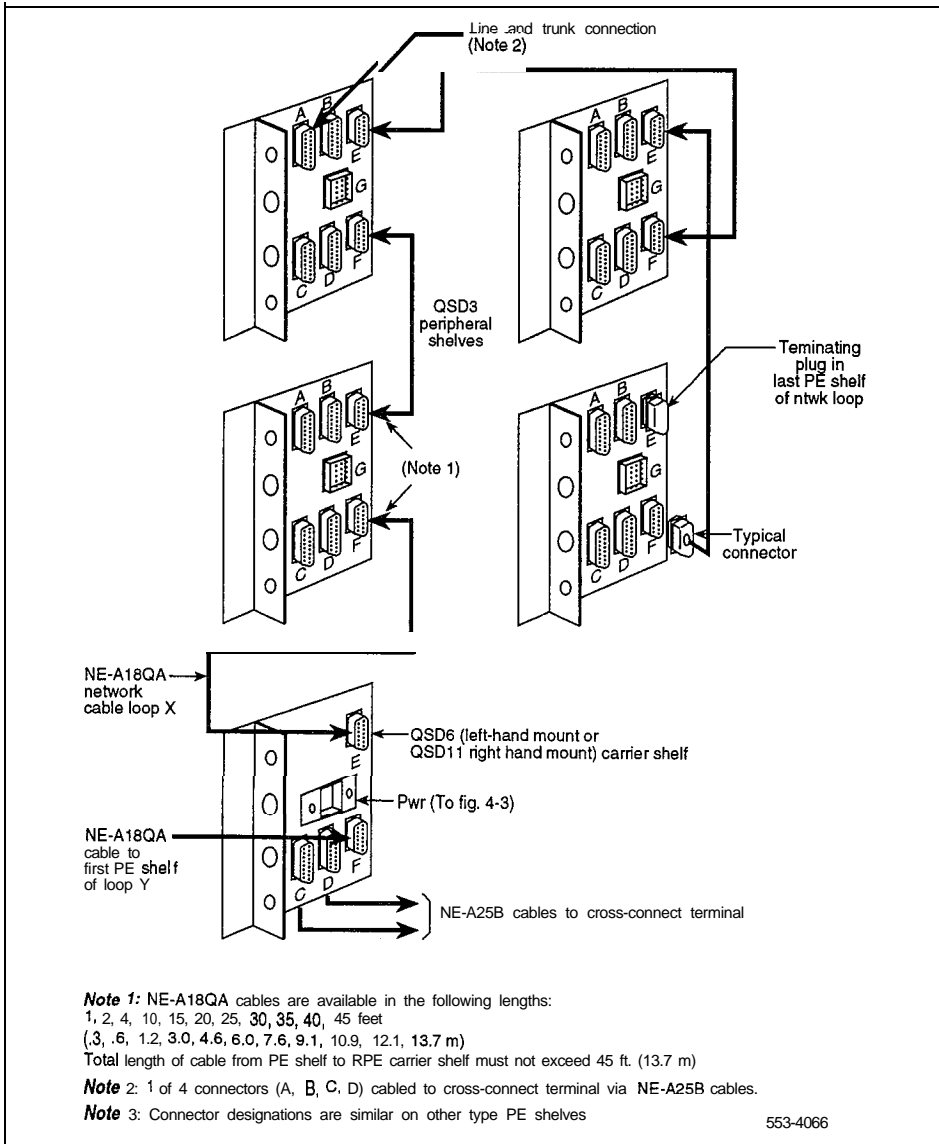 Line and trunk connection
(Note 2)
A
B
E
G
C
D
F
A
B
E
G
C
D
F
QSD3
peripheral
shelves
A
B
E
G
(Note 1)
C
D
F
A
B
E
G
C
D
F
Teminating
plug in
last PE shelf
of ntwk loop
Typical
connector
NE-A18QA
network
cable loop X
E
QSD6 (left-hand mount or
QSD11 right hand mount) carrier shelf
Pwr (To fig. 4-3)
NE-A18QA
cable to
first PE shelf
of loop Y
C
D
F
NE-A25B cables to cross-connect terminal
Note 1: NE-A18QA cables are available in the following lengths:
1, 2, 4, 10, 15, 20, 25, 30, 35, 40, 45 feet
(.3, .6, 1.2, 3.0, 4.6, 6.0, 7.6, 9.1, 10.9, 12.1, 13.7 m)
Total length of cable from PE shelf to RPE carrier shelf must not exceed 45 ft. (13.7 m)
Note 2: 1 of 4 connectors (A, B, C, D) cabled to cross-connect terminal via NE-A25B cables.
Note 3: Connector designations are similar on other type PE shelves
553-4066